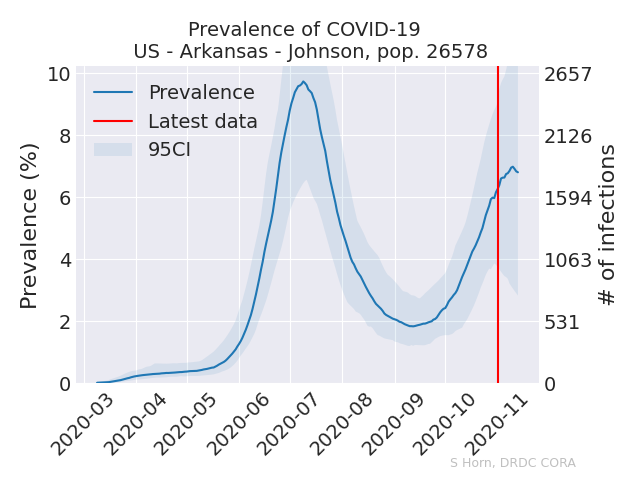 Prevalence of COVID-19
US - Arkansas - Johnson, pop. 26578
Prevalence
Latest data
95CI
Prevalence (%)
10
8
6
4
2
0
2657
2126
1594
1063
531
0
# of infections
2020-03
2020-04
2020-05
2020-06
2020-07
2020-08
2020-09
2020-10
2020-11
S Horn, DRDC CORA